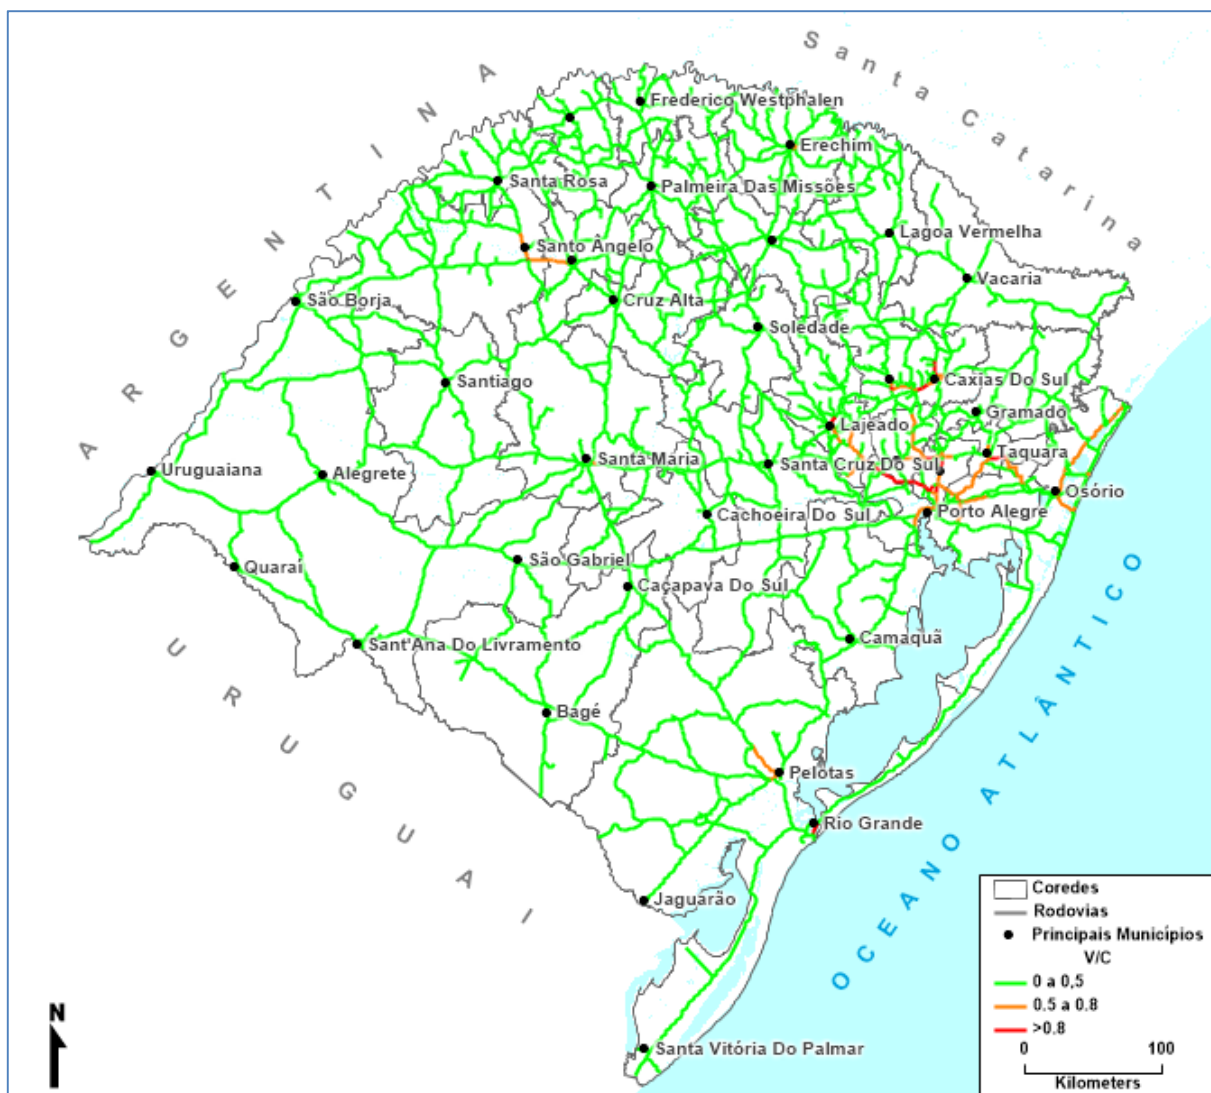 Santa Catarina
ARGENTINA
Frederico Westphalen
Erechim
Santa Rosa
Palmeira Das Missões
Lagoa Vermelha
Santo Ângelo
Vacaria
São Borja
Cruz Alta
Soledade
Santiago
Caxias Do Sul
Gramado
Lajeado
Taquara
Uruguaiana
Alegrete
Santa Maria
Santa Cruz Do Sul
Osório
Cachoeira Do Sul
Porto Alegre
Quaraí
São Gabriel
Caçapava Do Sul
Camaquã
Sant'Ana Do Livramento
URUGUAI
Bagé
OCEANO ATLÂNTICO
Pelotas
Rio Grande
Jaguarão
Santa Vitória Do Palmar
N
Coredes
Rodovias
Principais Municípios
V/C
0 a 0,5
0.5 a 0.8
>0.8
0 100
Kilometers